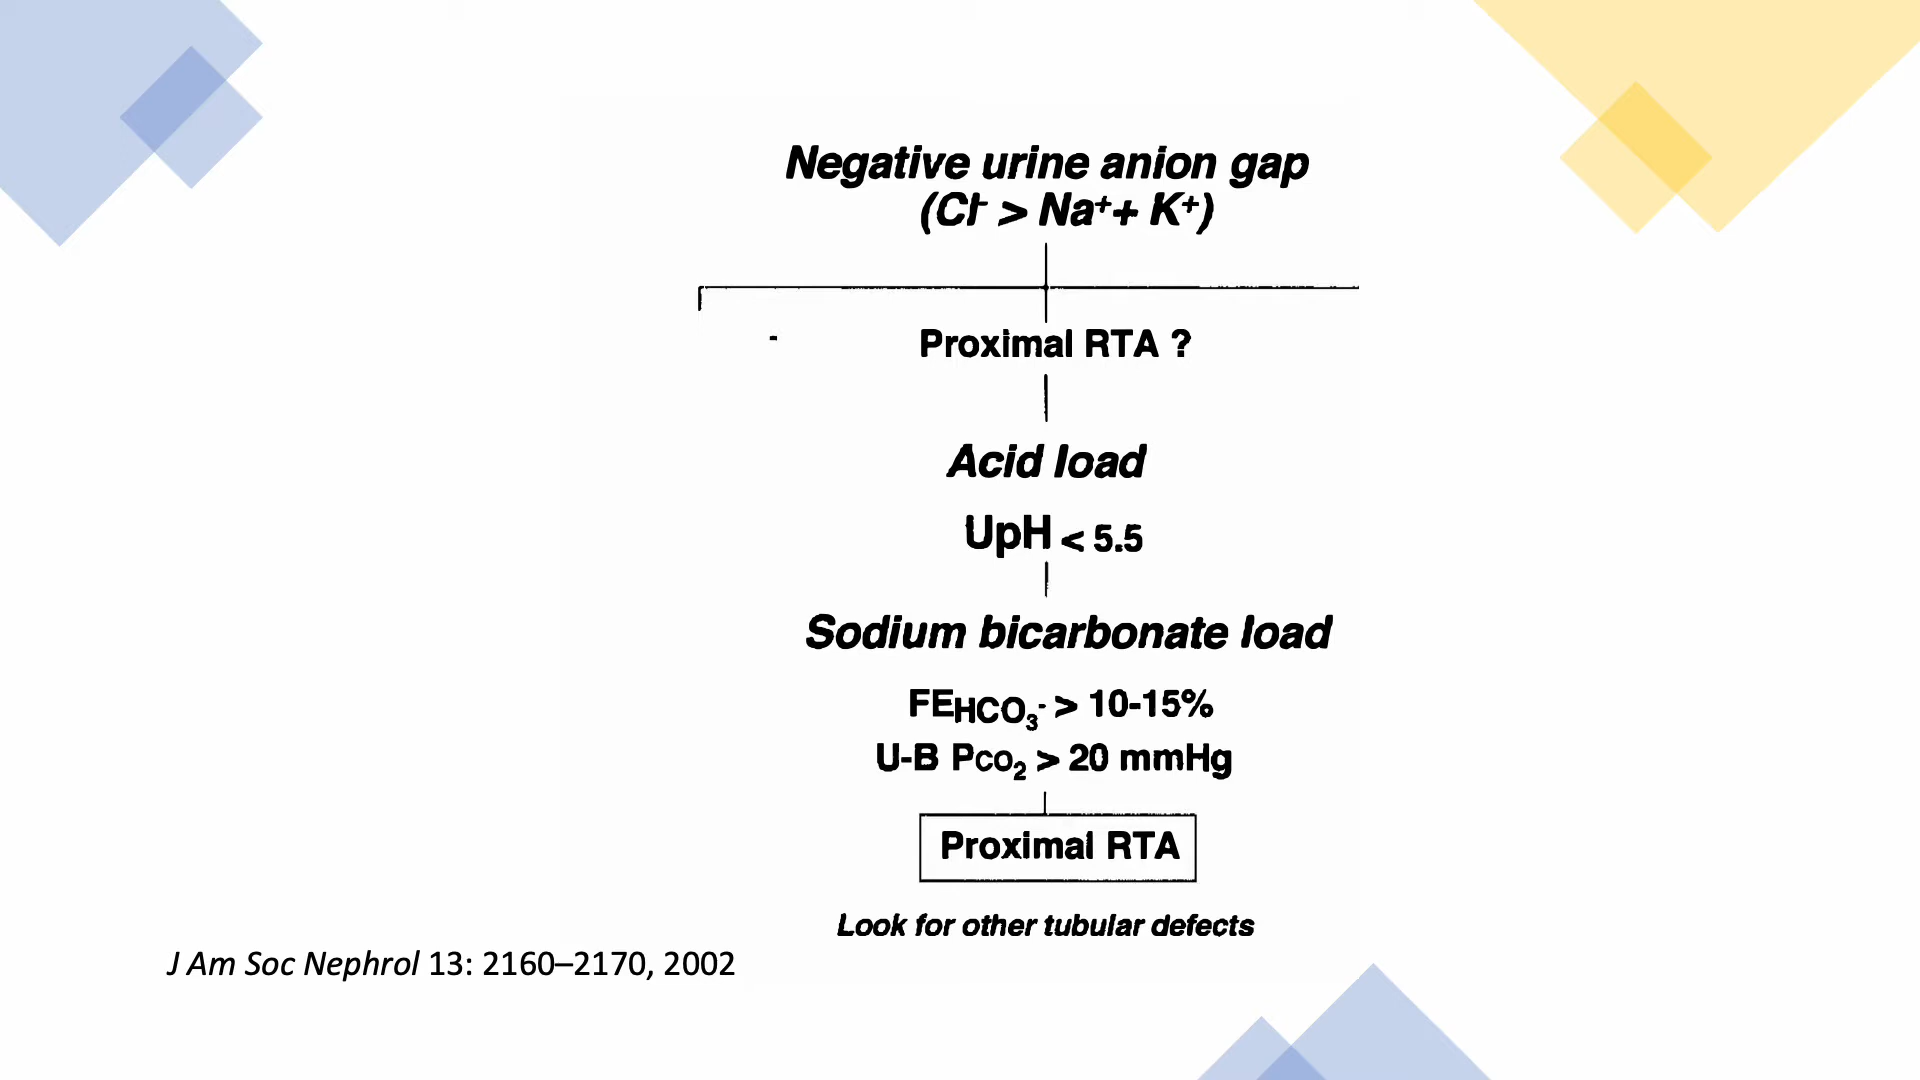 Negative urine anion gap
(Cl⁻ > Na⁺+ K⁺)
Proximal RTA ?
Acid load
UpH < 5.5
Sodium bicarbonate load
FEHCO₃⁻ > 10-15%
U-B PCO₂ > 20 mmHg
Proximal RTA
Look for other tubular defects
J Am Soc Nephrol 13: 2160–2170, 2002